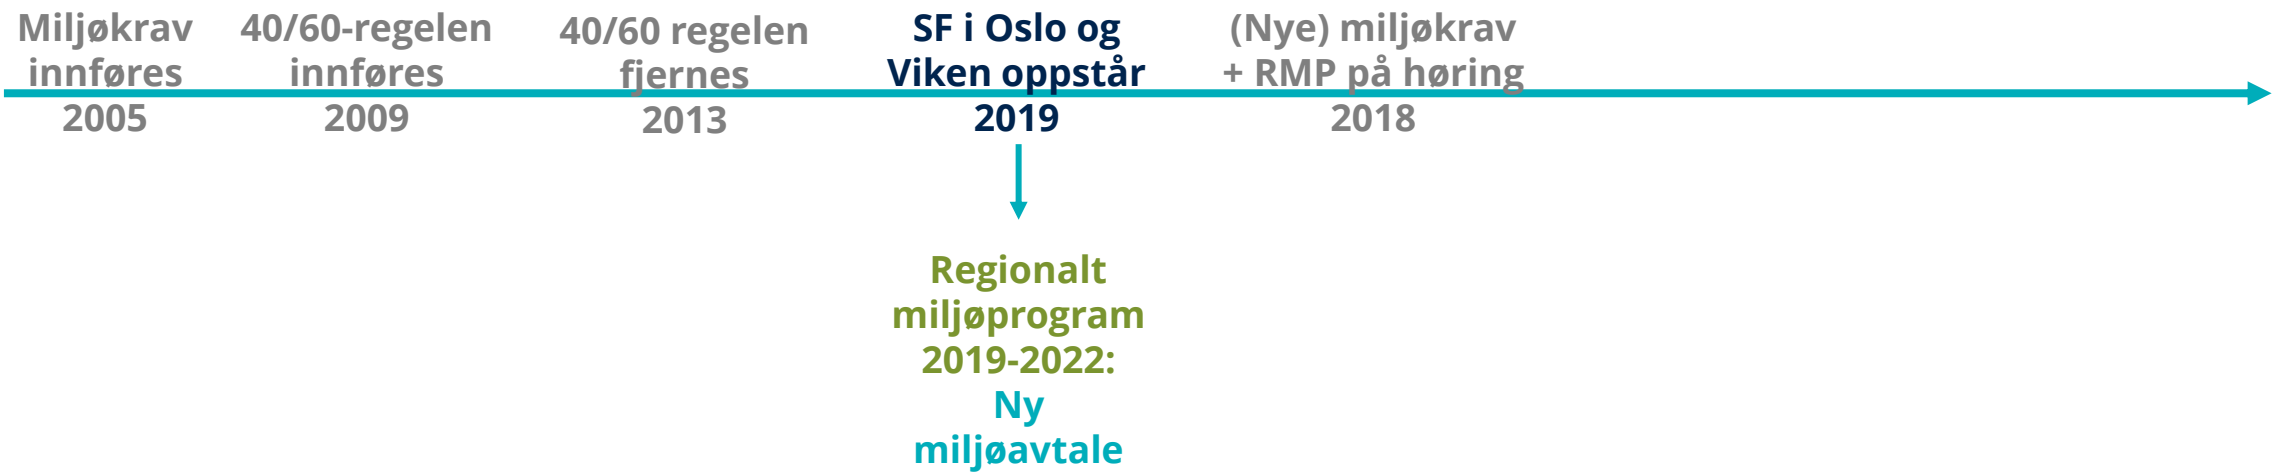 Miljøkrav
innføres
2005
40/60-regelen
innføres
2009
40/60 regelen
fjernes
2013
SF i Oslo og
Viken oppstår
2019
(Nye) miljøkrav
+ RMP på høring
2018
Regionalt
miljøprogram
2019-2022:
Ny
miljøavtale